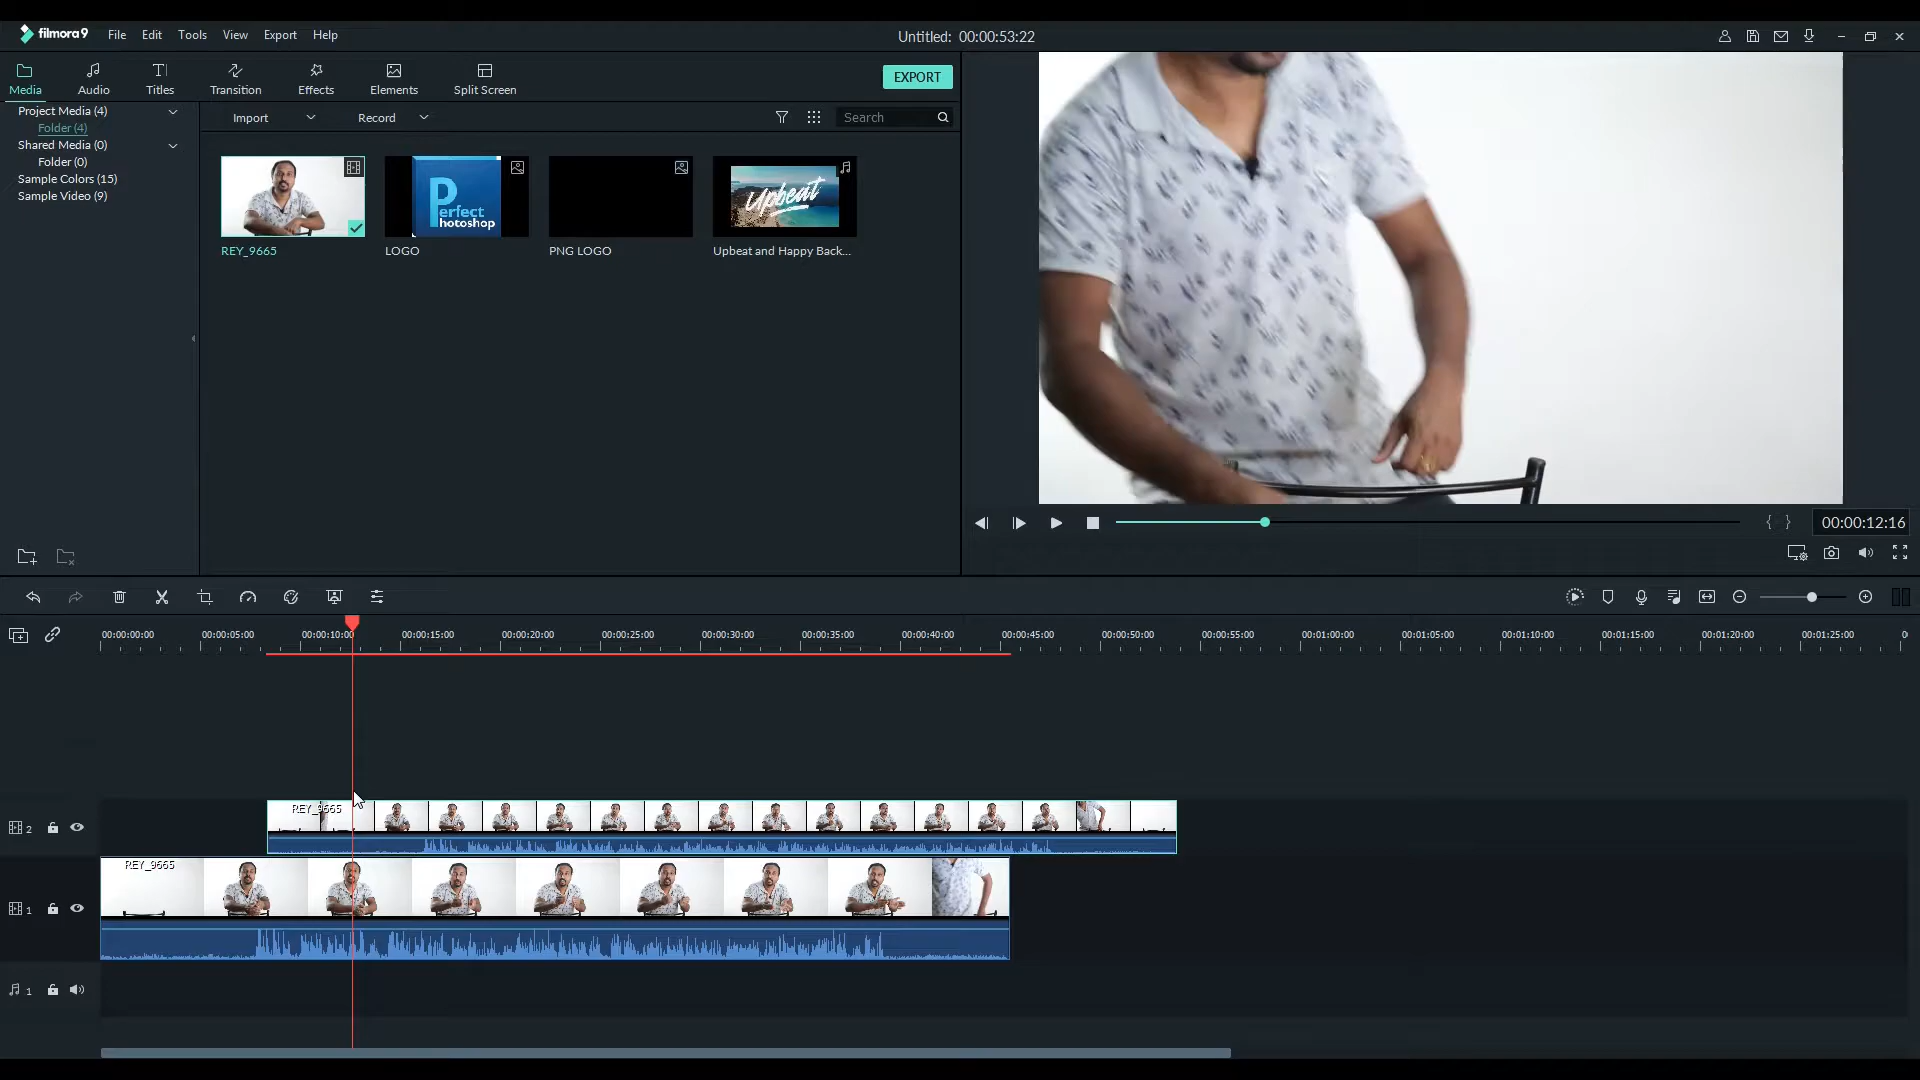 filmora9 File Edit Tools View Export Help
Untitled: 00:00:53:22
Media Audio Titles Transition Effects Elements Split Screen
EXPORT
Project Media (4)
Folder (4)
Shared Media (0)
Folder (0)
Sample Colors (15)
Sample Video (9)
Import Record Search
Perfect
Photoshop
Upbeat
REY_9665 LOGO PNG LOGO Upbeat and Happy Back...
{ } 00:00:12:16
00:00:00:00 00:00:05:00 00:00:10:00 00:00:15:00 00:00:20:00 00:00:25:00 00:00:30:00 00:00:35:00 00:00:40:00 00:00:45:00 00:00:50:00 00:00:55:00 00:01:00:00 00:01:05:00 00:01:10:00 00:01:15:00 00:01:20:00 00:01:25:00
2 REY_9665
REY_9665
1
1